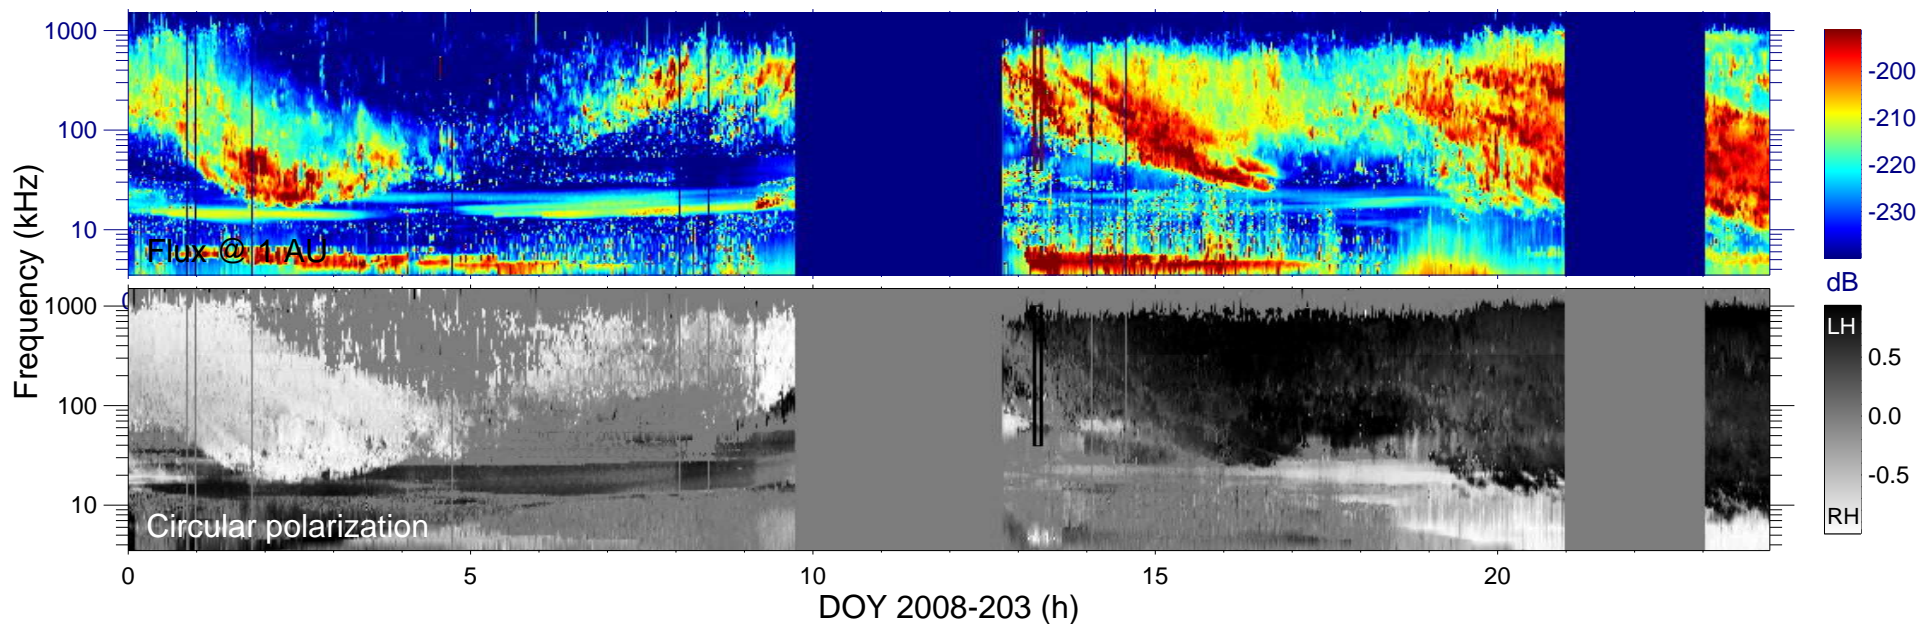 1000
100
10
Flux @ 1 AU
-200
-210
-220
-230
dB
0
Frequency (kHz)
1000
100
10
Circular polarization
LH
0.5
0.0
-0.5
RH
0
5
10
15
20
DOY 2008-203 (h)